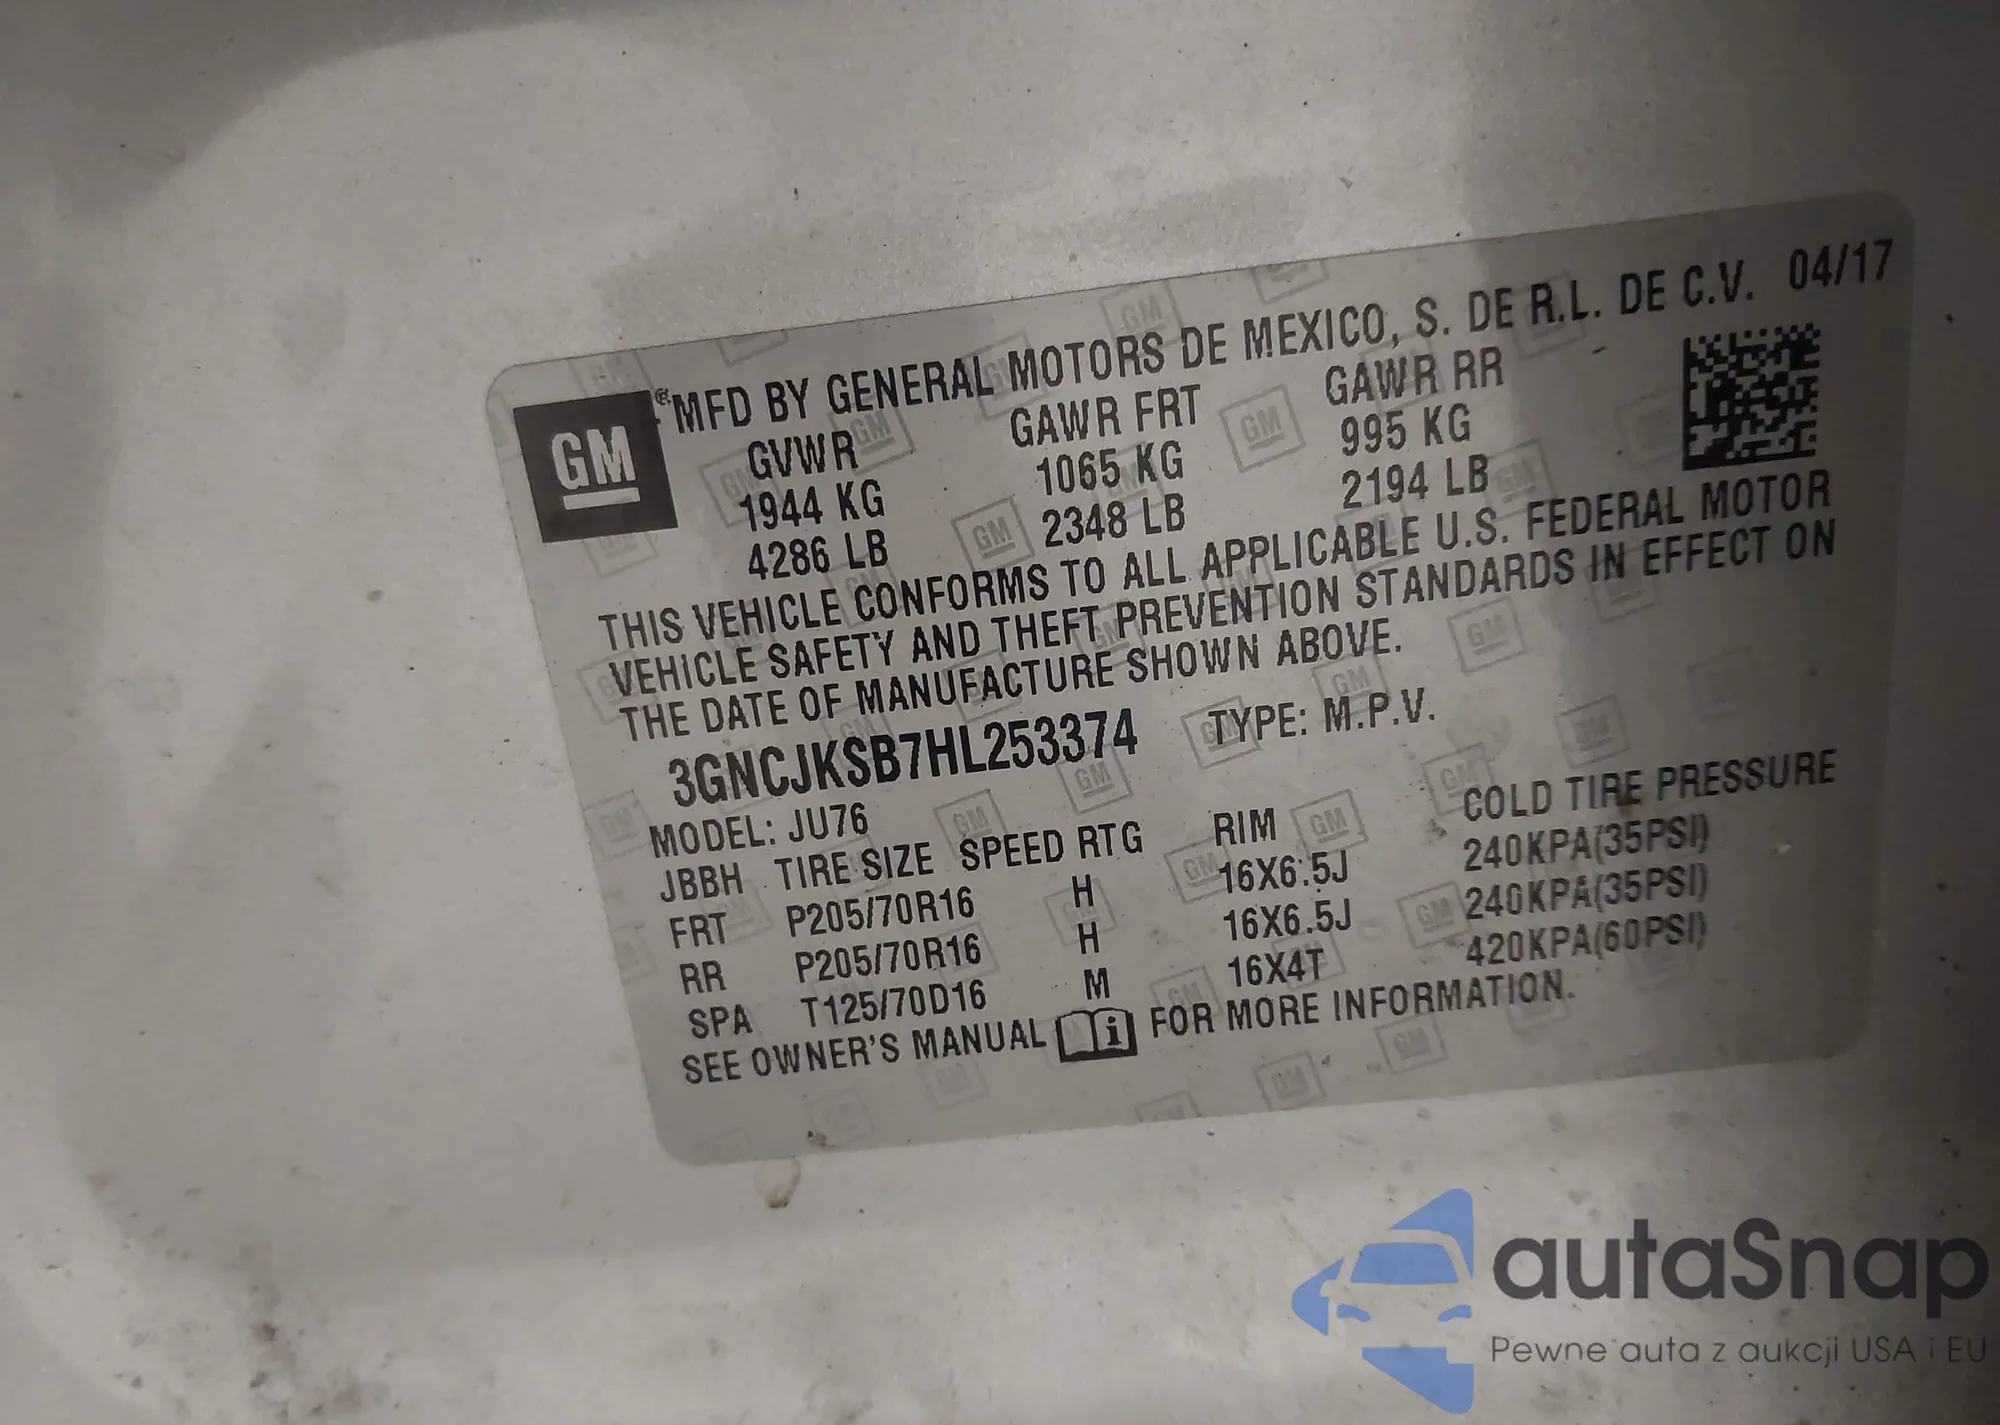 GM
®
MFD BY GENERAL MOTORS DE MEXICO, S. DE R.L. DE C.V. 04/17
GVWR GAWR FRT GAWR RR
1944 KG 1065 KG 995 KG
4286 LB 2348 LB 2194 LB
THIS VEHICLE CONFORMS TO ALL APPLICABLE U.S. FEDERAL MOTOR
VEHICLE SAFETY AND THEFT PREVENTION STANDARDS IN EFFECT ON
THE DATE OF MANUFACTURE SHOWN ABOVE.
3GNCJKSB7HL253374 TYPE: M.P.V.
MODEL: JU76
JBBH TIRE SIZE SPEED RTG RIM COLD TIRE PRESSURE
FRT P205/70R16 H 16X6.5J 240KPA(35PSI)
RR P205/70R16 H 16X6.5J 240KPA(35PSI)
SPA T125/70D16 M 16X4T 420KPA(60PSI)
SEE OWNER'S MANUAL i FOR MORE INFORMATION.
autaSnap
Pewne auta z aukcji USA i EU